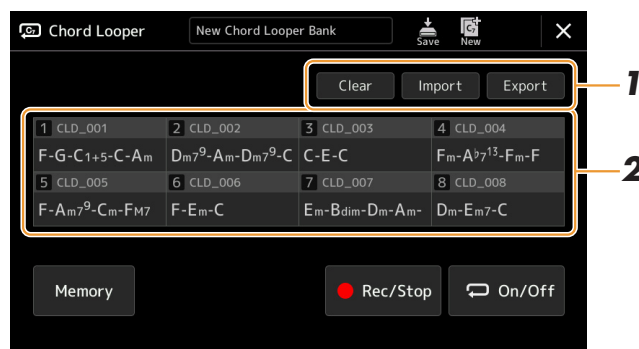 Chord Looper
New Chord Looper Bank
Save
New
Clear
Import
Export
1
1 CLD_001
2 CLD_002
3 CLD_003
4 CLD_004
F-G-C1+5-C-Am
Dm7⁹-Am-Dm7⁹-C
C-E-C
Fm-A♭7¹³-Fm-F
2
5 CLD_005
6 CLD_006
7 CLD_007
8 CLD_008
F-Am7⁹-Cm-FM7
F-Em-C
Em-Bdim-Dm-Am-
Dm-Em7-C
Memory
Rec/Stop
On/Off